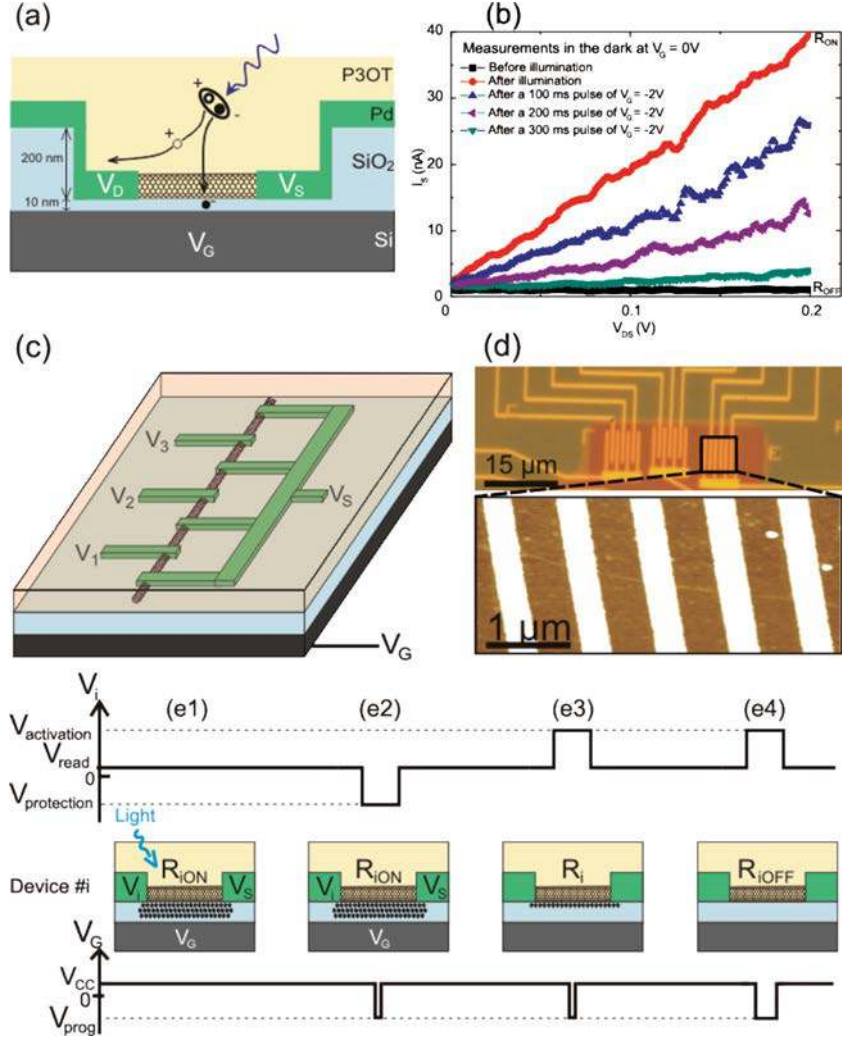 (a)
P3OT
Pd
SiO2
200 nm
10 nm
VD
VS
VG
Si
+
-
+
-
(b)
Measurements in the dark at VG = 0V
Before illumination
After illumination
After a 100 ms pulse of VG = -2V
After a 200 ms pulse of VG = -2V
After a 300 ms pulse of VG = -2V
RON
ROFF
IS (nA)
40
30
20
10
0
0
0.1
0.2
VDS (V)
(c)
V3
V2
V1
VS
VG
(d)
15 µm
1 µm
Vi
(e1)
(e2)
(e3)
(e4)
Vactivation
Vread
0
Vprotection
Light
Device #i
RiON
Vi
VS
VG
RiON
Vi
VS
VG
Ri
RiOFF
VG
VCC
0
Vprog